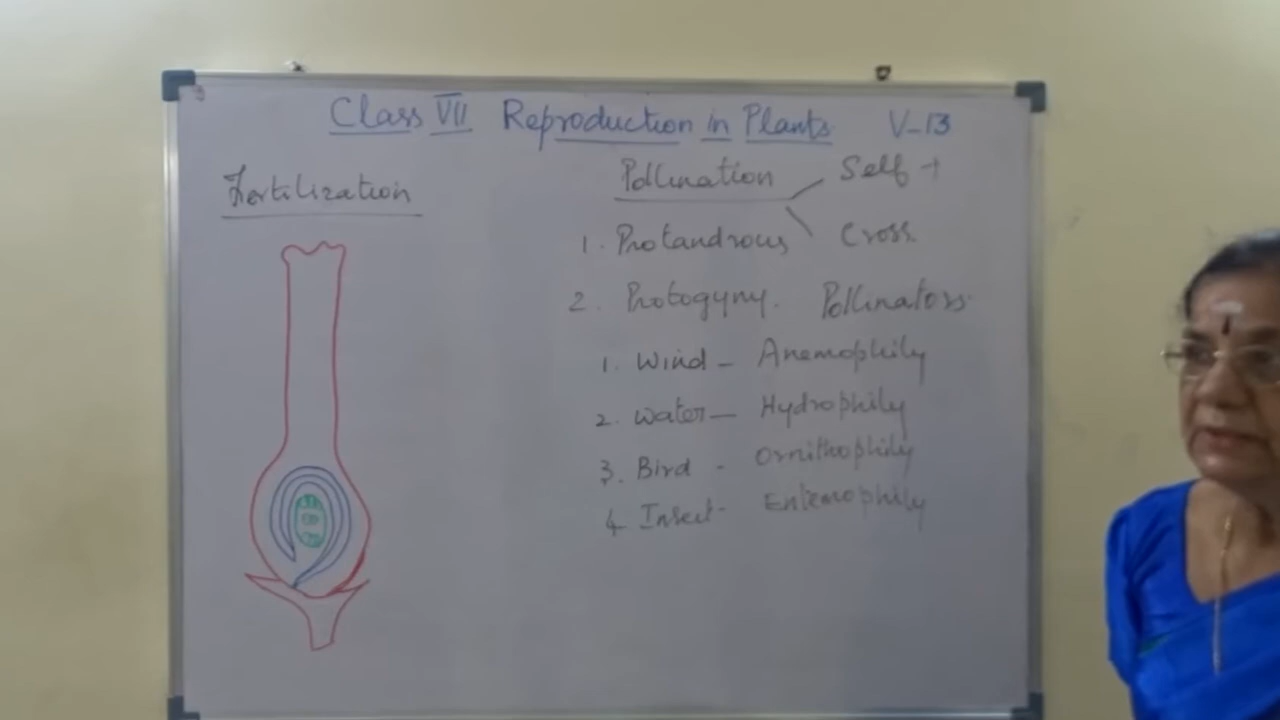 Class VII Reproduction in Plants V-13
Fertilization
Pollination Self +
1. Protandrous Cross.
2. Protogyny. Pollinators
1. Wind - Anemophily
2. Water - Hydrophily
3. Bird - Ornithophily
4 Insect - Entemophily